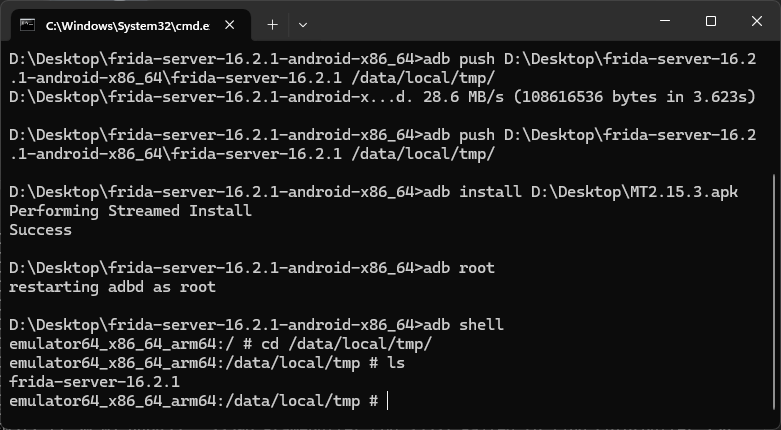 C:\Windows\System32\cmd.e
D:\Desktop\frida-server-16.2.1-android-x86_64>adb push D:\Desktop\frida-server-16.2
.1-android-x86_64\frida-server-16.2.1 /data/local/tmp/
D:\Desktop\frida-server-16.2.1-android-x...d. 28.6 MB/s (108616536 bytes in 3.623s)
D:\Desktop\frida-server-16.2.1-android-x86_64>adb push D:\Desktop\frida-server-16.2
.1-android-x86_64\frida-server-16.2.1 /data/local/tmp/
D:\Desktop\frida-server-16.2.1-android-x86_64>adb install D:\Desktop\MT2.15.3.apk
Performing Streamed Install
Success
D:\Desktop\frida-server-16.2.1-android-x86_64>adb root
restarting adbd as root
D:\Desktop\frida-server-16.2.1-android-x86_64>adb shell
emulator64_x86_64_arm64:/ # cd /data/local/tmp/
emulator64_x86_64_arm64:/data/local/tmp # ls
frida-server-16.2.1
emulator64_x86_64_arm64:/data/local/tmp #